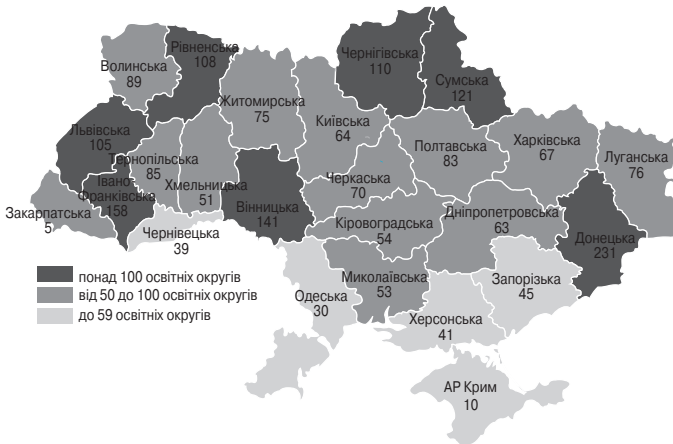 Волинська
89
Рівненська
108
Чернігівська
110
Сумська
121
Житомирська
75
Київська
64
Львівська
105
Тернопільська
85
Хмельницька
51
Полтавська
83
Харківська
67
Луганська
76
Івано-
Франківська
158
Черкаська
70
Вінницька
141
Закарпатська
5
Чернівецька
39
Кіровоградська
54
Дніпропетровська
63
Донецька
231
понад 100 освітніх округів
від 50 до 100 освітніх округів
до 59 освітніх округів
Одеська
30
Миколаївська
53
Запорізька
45
Херсонська
41
АР Крим
10